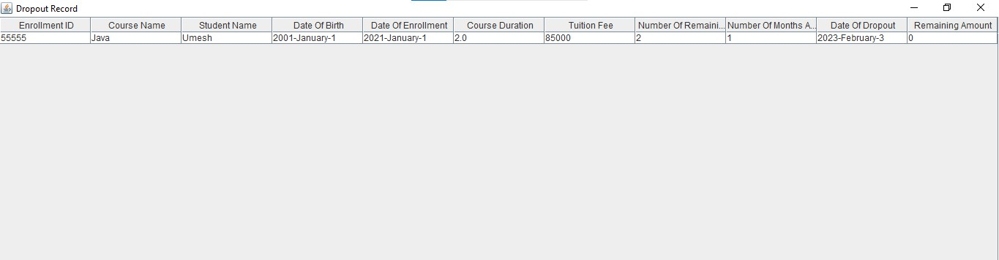 Dropout Record
Enrollment ID Course Name Student Name Date Of Birth Date Of Enrollment Course Duration Tuition Fee Number Of Remaini... Number Of Months A... Date Of Dropout Remaining Amount
55555 Java Umesh 2001-January-1 2021-January-1 2.0 85000 2 1 2023-February-3 0